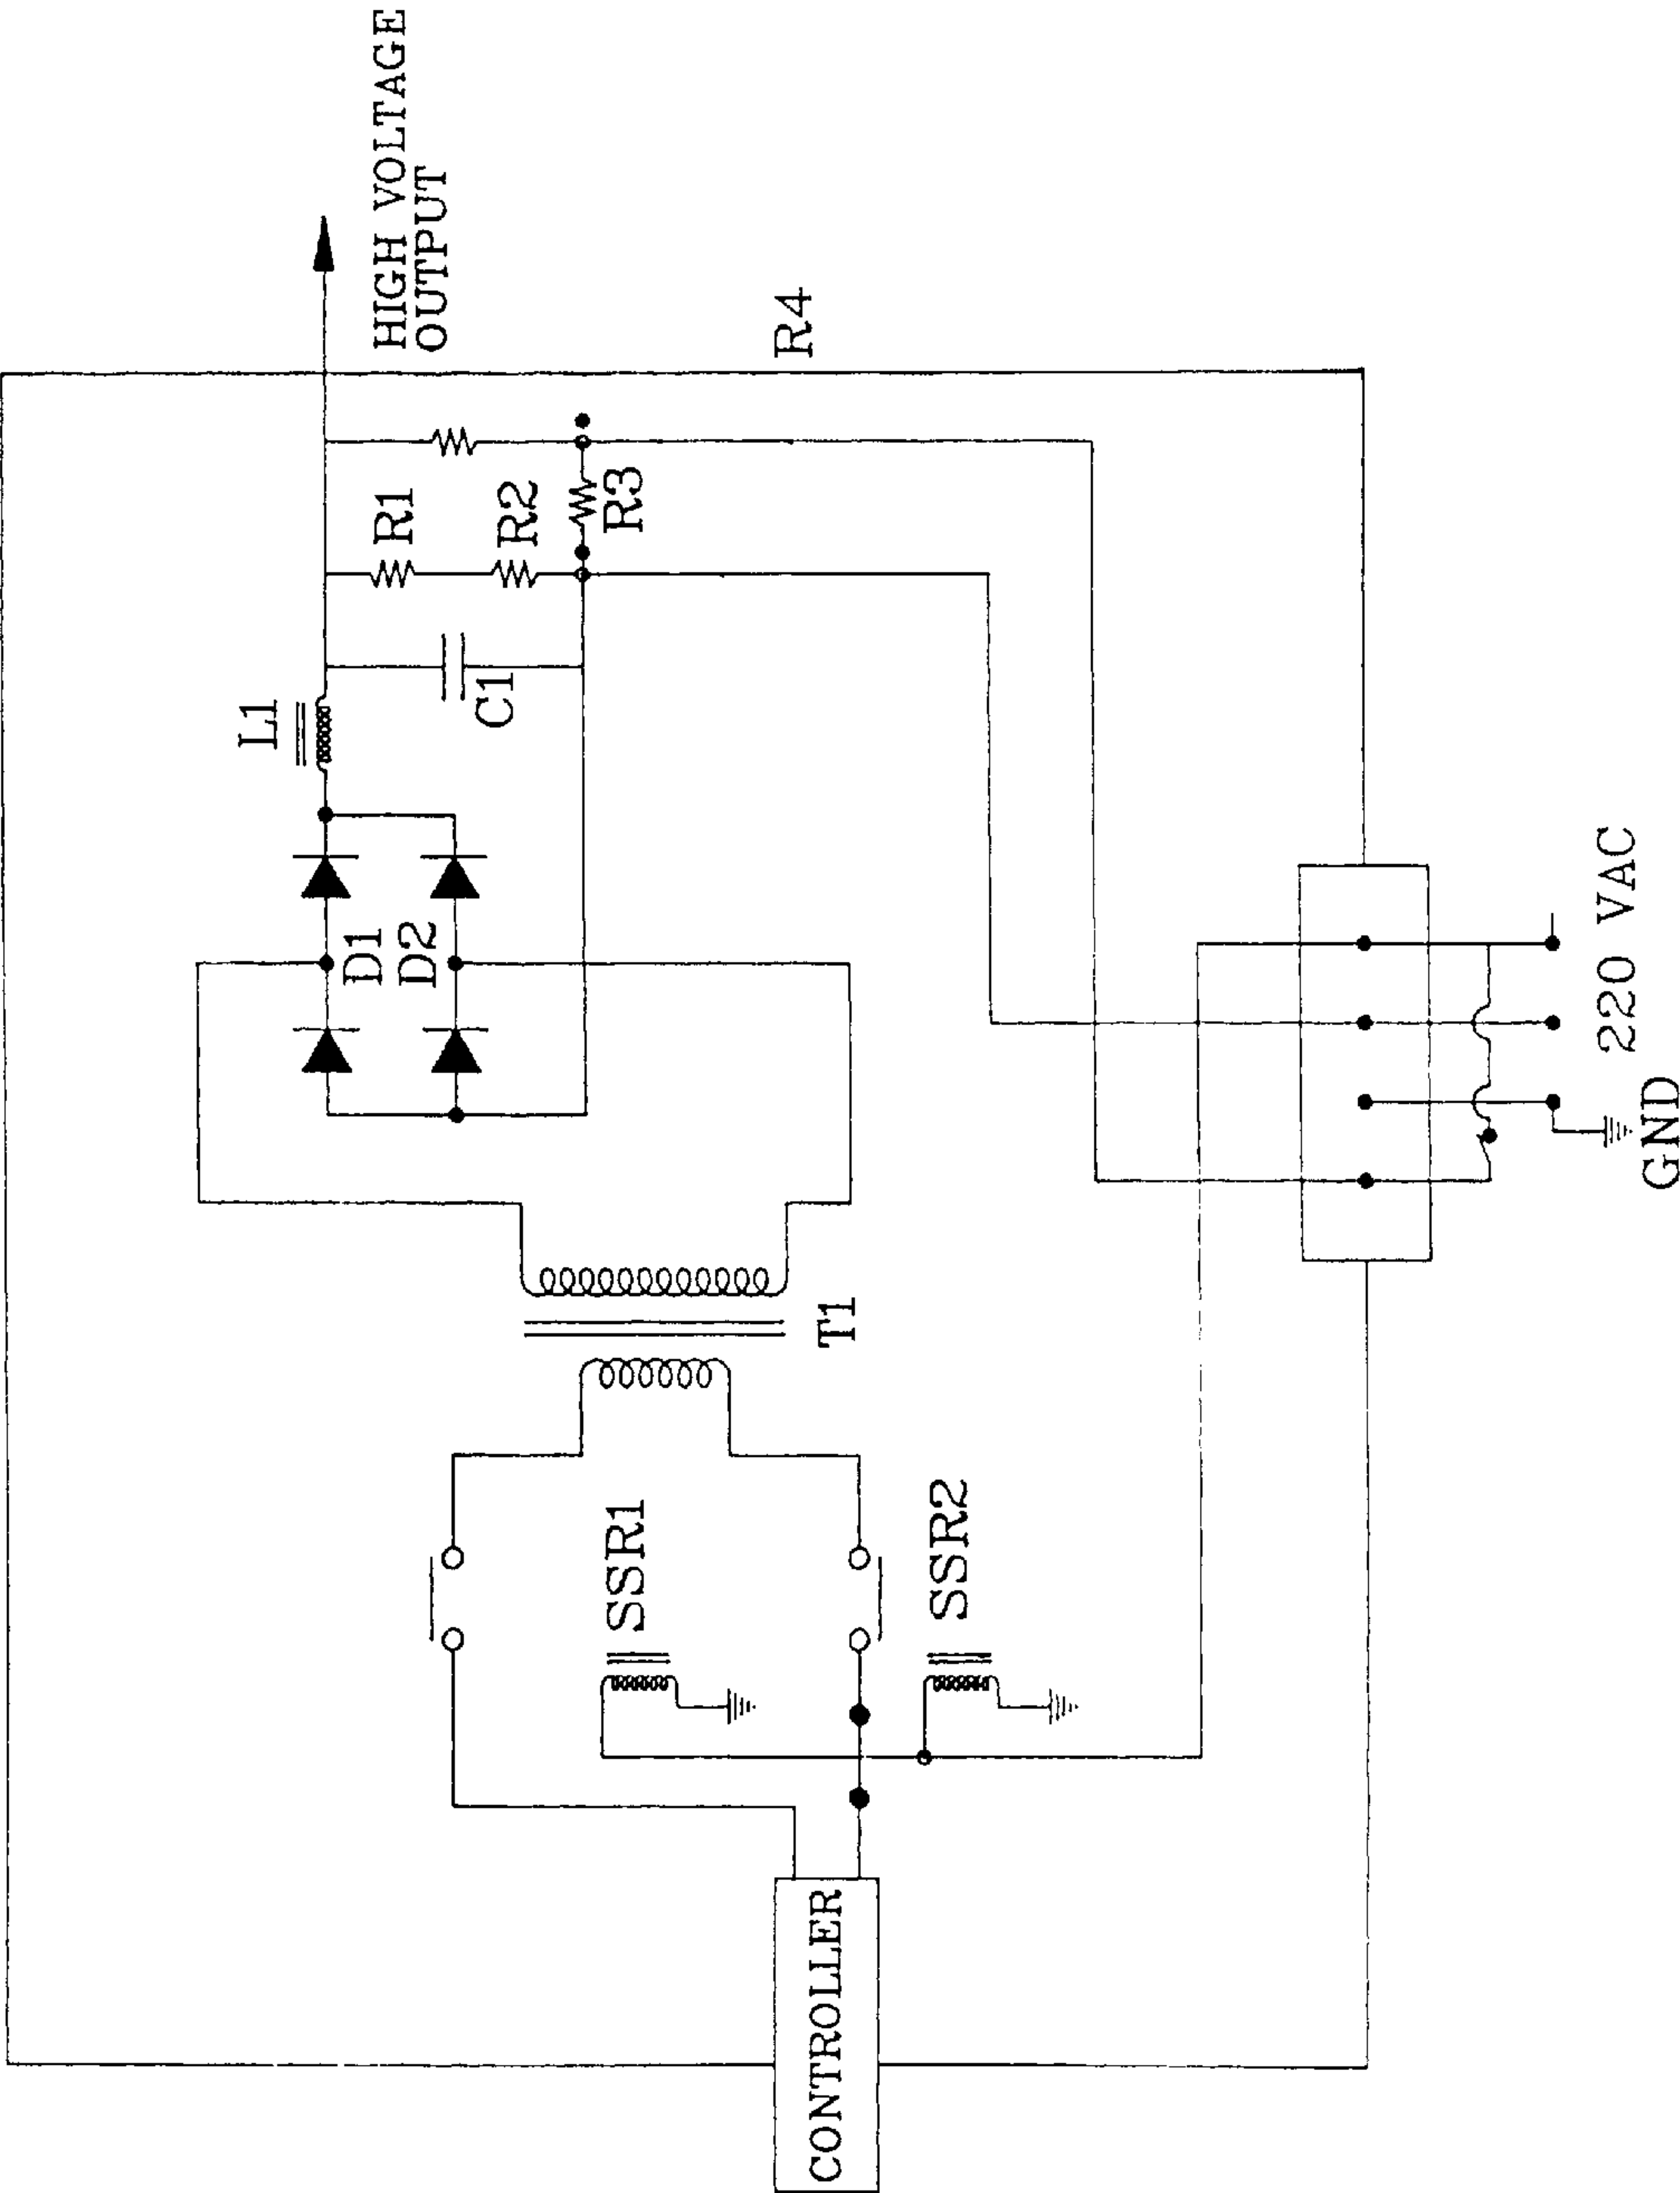 HIGH VOLTAGE
OUTPUT
R4
L1
R1
R2
R3
C1
D1
D2
T1
SSR1
SSR2
CONTROLLER
220 VAC
GND